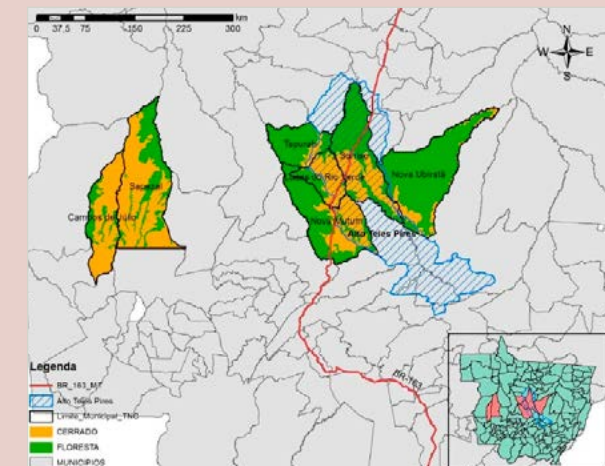 0 37,5 75 150 225 300
km
N
W E
S
Tapurah
Sorriso
Lucas do Rio Verde
Nova Ubiratã
Sapezal
Campos de Júlio
Nova Mutum
Alto Teles Pires
BR-163
Legenda
BR_163_MT
Alto Teles Pires
Limite_Municipal_TNC
CERRADO
FLORESTA
MUNICIPIOS